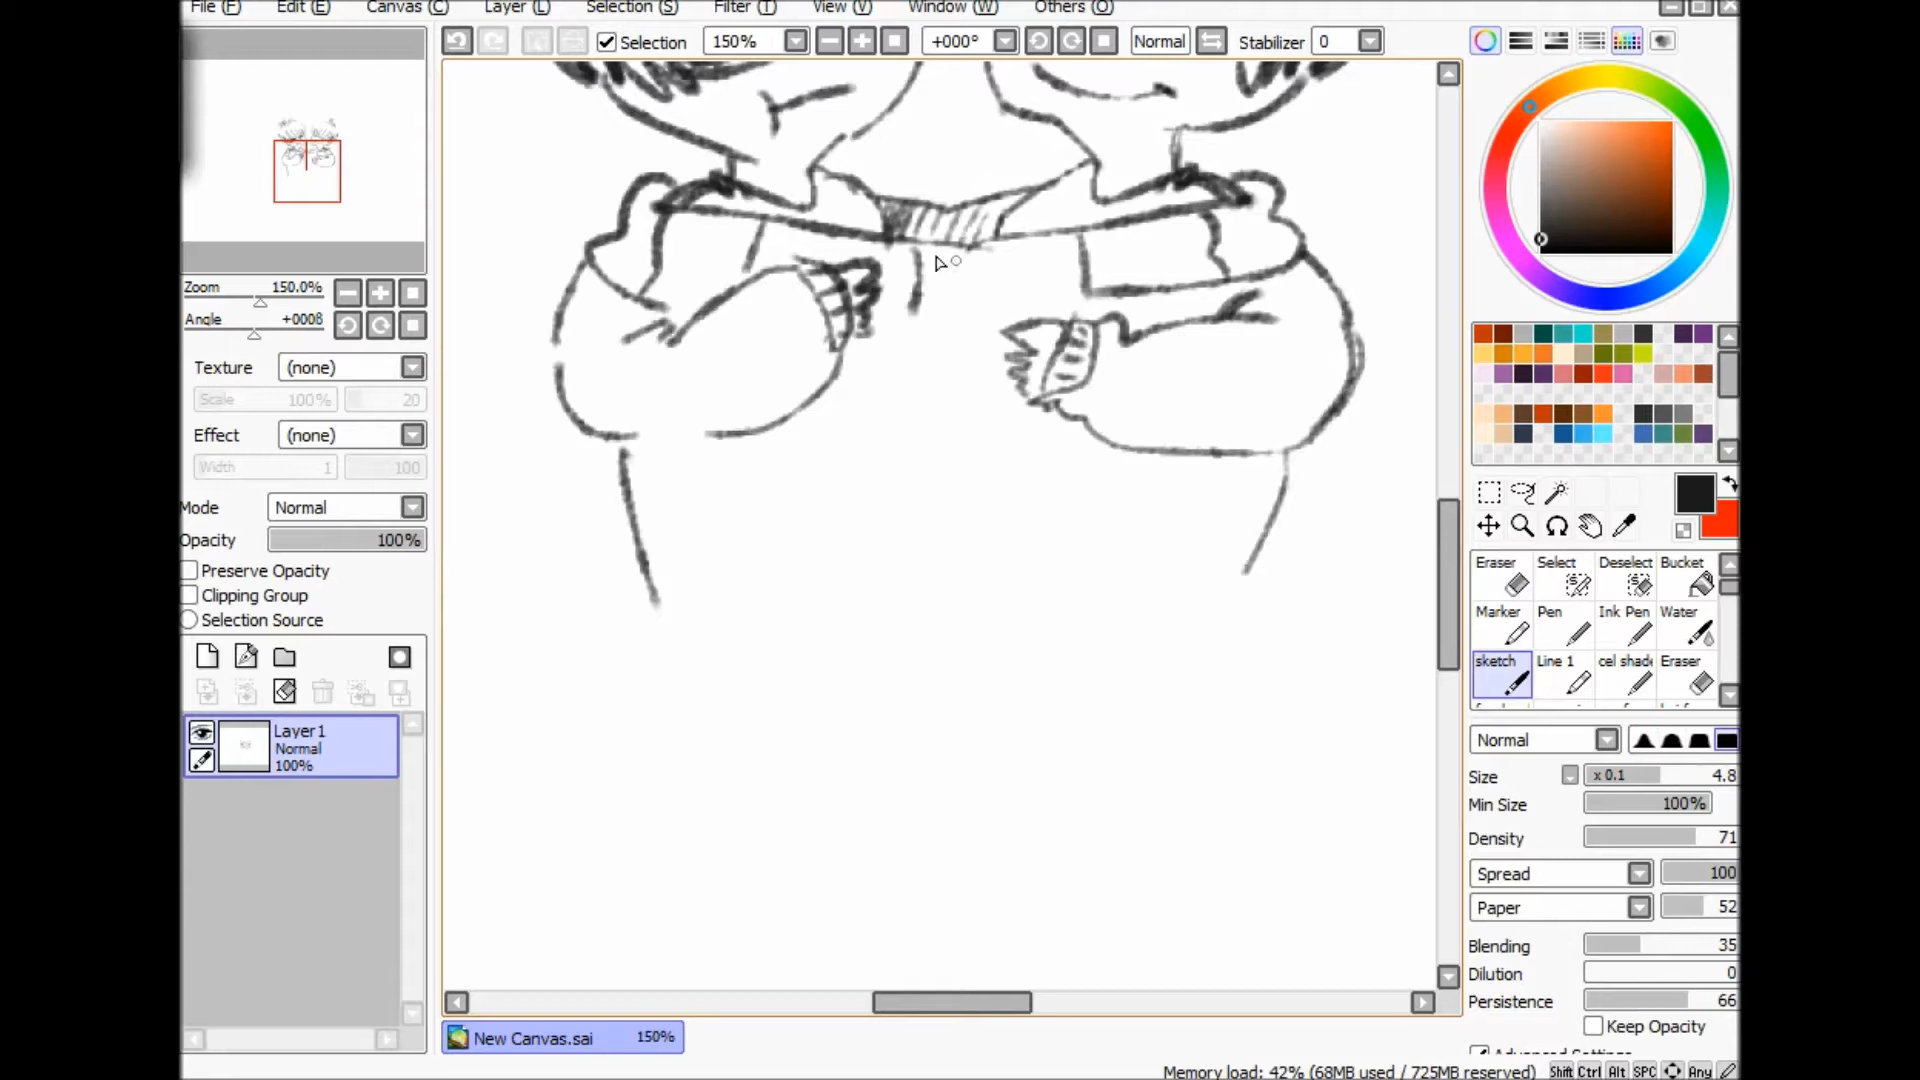 File (F) Edit (E) Canvas (C) Layer (L) Selection (S) Filter (T) View (V) Window (W) Others (O)
Selection 150% +000° Normal Stabilizer 0
Zoom 150.0%
Angle +000ß
Texture (none)
Scale 100% 20
Effect (none)
Width 1 100
Mode Normal
Opacity 100%
Preserve Opacity
Clipping Group
Selection Source
Layer1
Normal
100%
Eraser Select Deselect Bucket
Marker Pen Ink Pen Water
sketch Line 1 cel shade Eraser
Normal
Size x 0.1 4.8
Min Size 100%
Density 71
Spread 100
Paper 52
Blending 35
Dilution 0
Persistence 66
Keep Opacity
Advanced Settings
New Canvas.sai 150%
Memory load: 42% (68MB used / 725MB reserved) Shift Ctrl Alt SPC Any